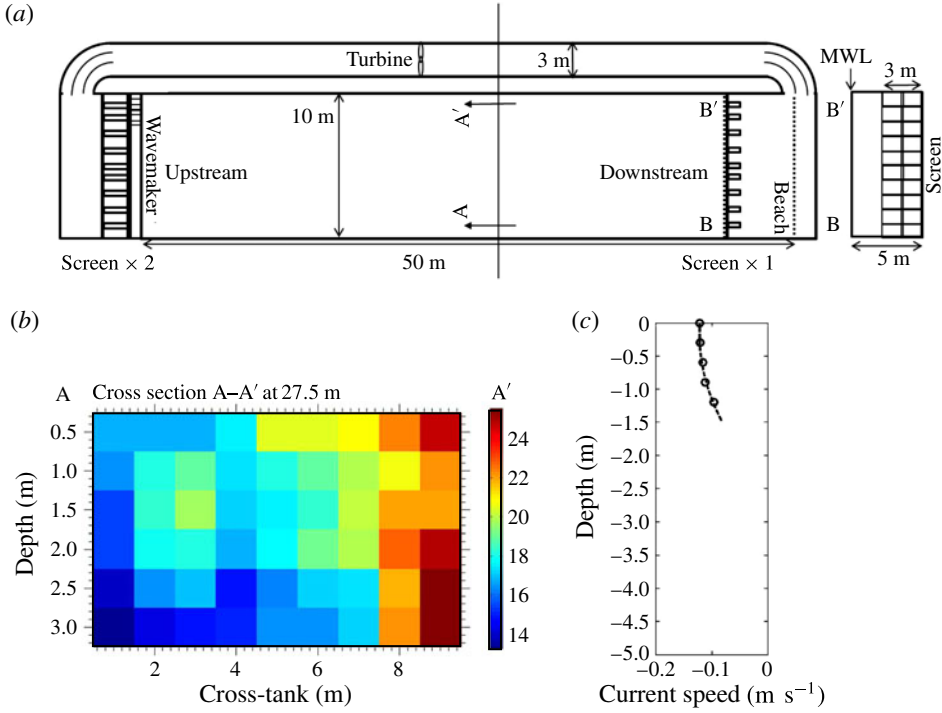 (a)
Turbine
3 m
MWL
3 m
10 m
A′
B′
B′
Wavemaker
Upstream
Downstream
Beach
Screen
A
B
B
Screen × 2
50 m
Screen × 1
5 m
(b)
(c)
A
Cross section A–A′ at 27.5 m
A′
0.5
1.0
1.5
2.0
2.5
3.0
Depth (m)
2
4
6
8
Cross-tank (m)
24
22
20
18
16
14
0
−0.5
−1.0
−1.5
−2.0
−2.5
−3.0
−3.5
−4.0
−4.5
−5.0
Depth (m)
−0.2
−0.1
0
Current speed (m s⁻¹)